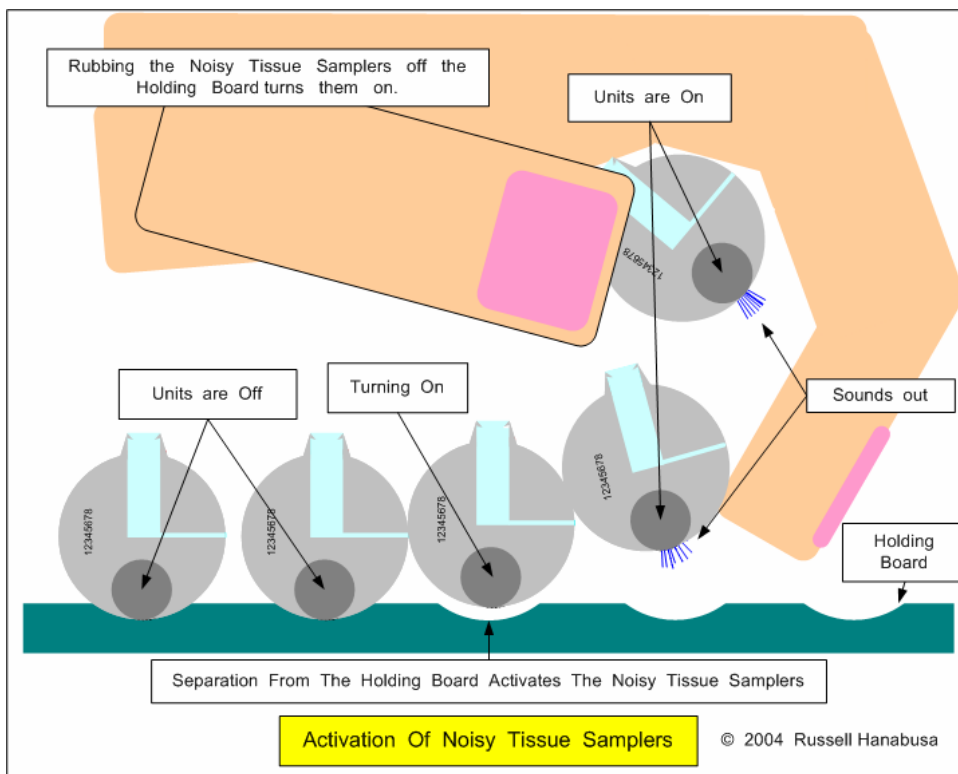 Rubbing the Noisy Tissue Samplers off the
Holding Board turns them on.
Units are On
12345678
Units are Off
Turning On
Sounds out
12345678
12345678
12345678
12345678
Holding
Board
Separation From The Holding Board Activates The Noisy Tissue Samplers
Activation Of Noisy Tissue Samplers
© 2004 Russell Hanabusa